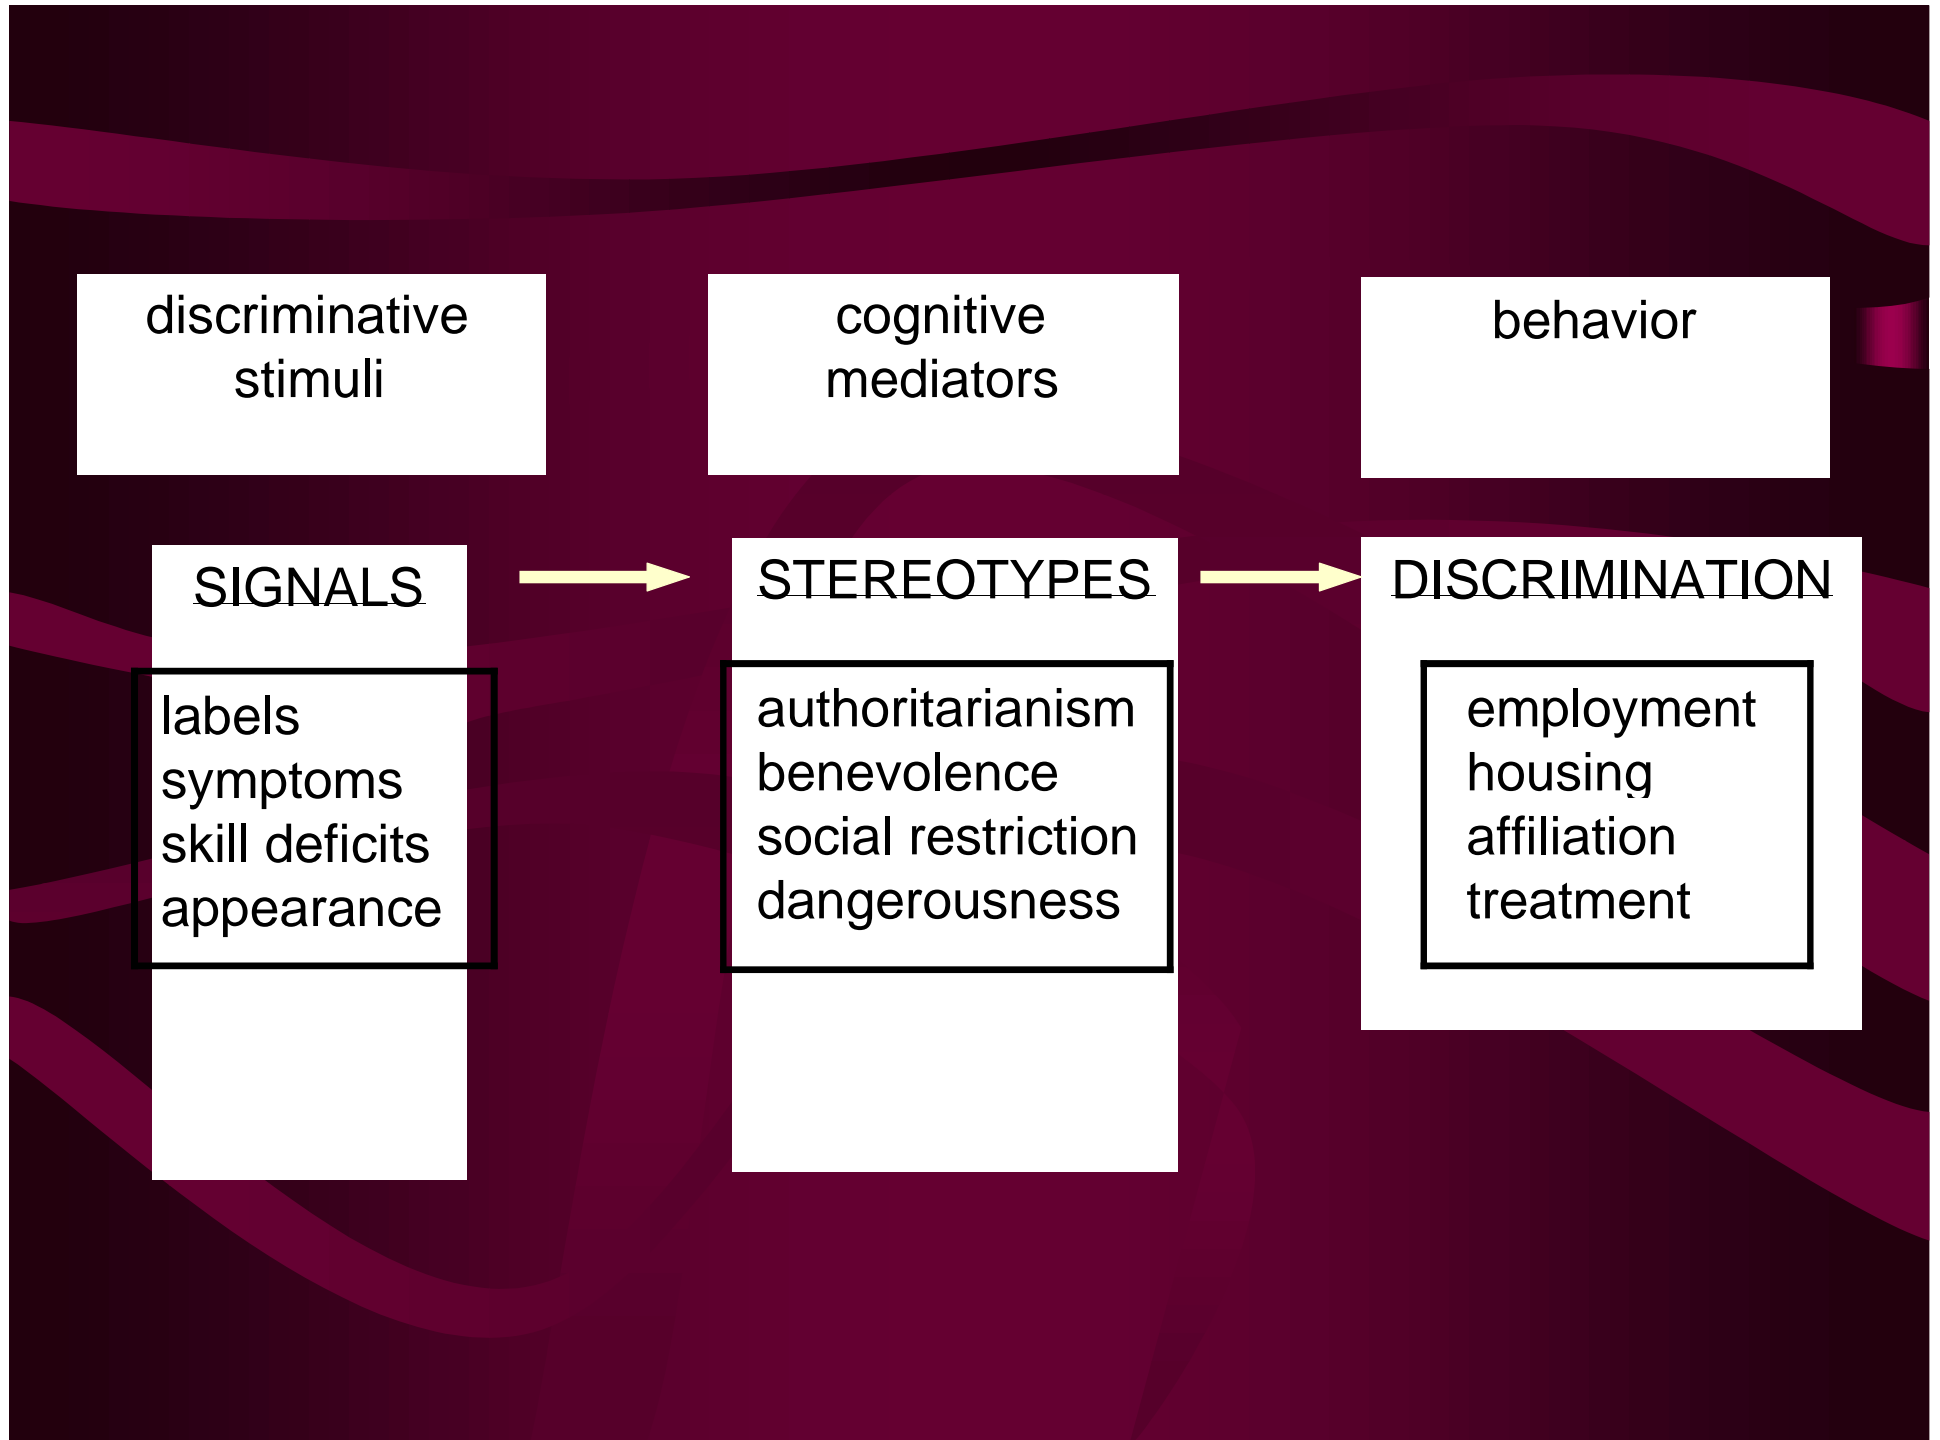 discriminative
stimuli
cognitive
mediators
behavior
SIGNALS
labels
symptoms
skill deficits
appearance
STEREOTYPES
authoritarianism
benevolence
social restriction
dangerousness
DISCRIMINATION
employment
housing
affiliation
treatment